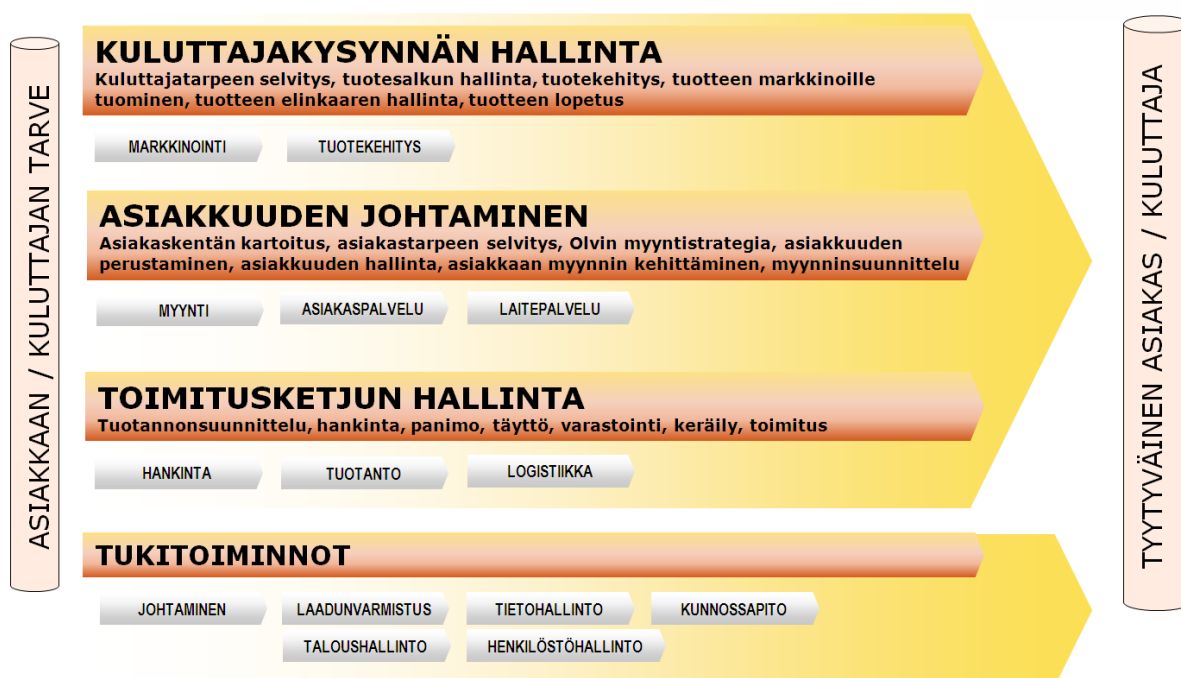 ASIAKKAAN / KULUTTAJAN TARVE
KULUTTAJAKYSYNNÄN HALLINTA
Kuluttajatarpeen selvitys, tuotesalkun hallinta, tuotekehitys, tuotteen markkinoille
tuominen, tuotteen elinkaaren hallinta, tuotteen lopetus
MARKKINOINTI
TUOTEKEHITYS
ASIAKKUUDEN JOHTAMINEN
Asiakaskentän kartoitus, asiakastarpeen selvitys, Olvin myyntistrategia, asiakkuuden
perustaminen, asiakkuuden hallinta, asiakkaan myynnin kehittäminen, myynninsuunnittelu
MYYNTI
ASIAKASPALVELU
LAITEPALVELU
TOIMITUSKETJUN HALLINTA
Tuotannonsuunnittelu, hankinta, panimo, täyttö, varastointi, keräily, toimitus
HANKINTA
TUOTANTO
LOGISTIIKKA
TUKITOIMINNOT
JOHTAMINEN
LAADUNVARMISTUS
TIETOHALLINTO
KUNNOSSAPITO
TALOUSHALLINTO
HENKILÖSTÖHALLINTO
TYYTYVÄINEN ASIAKAS / KULUTTAJA